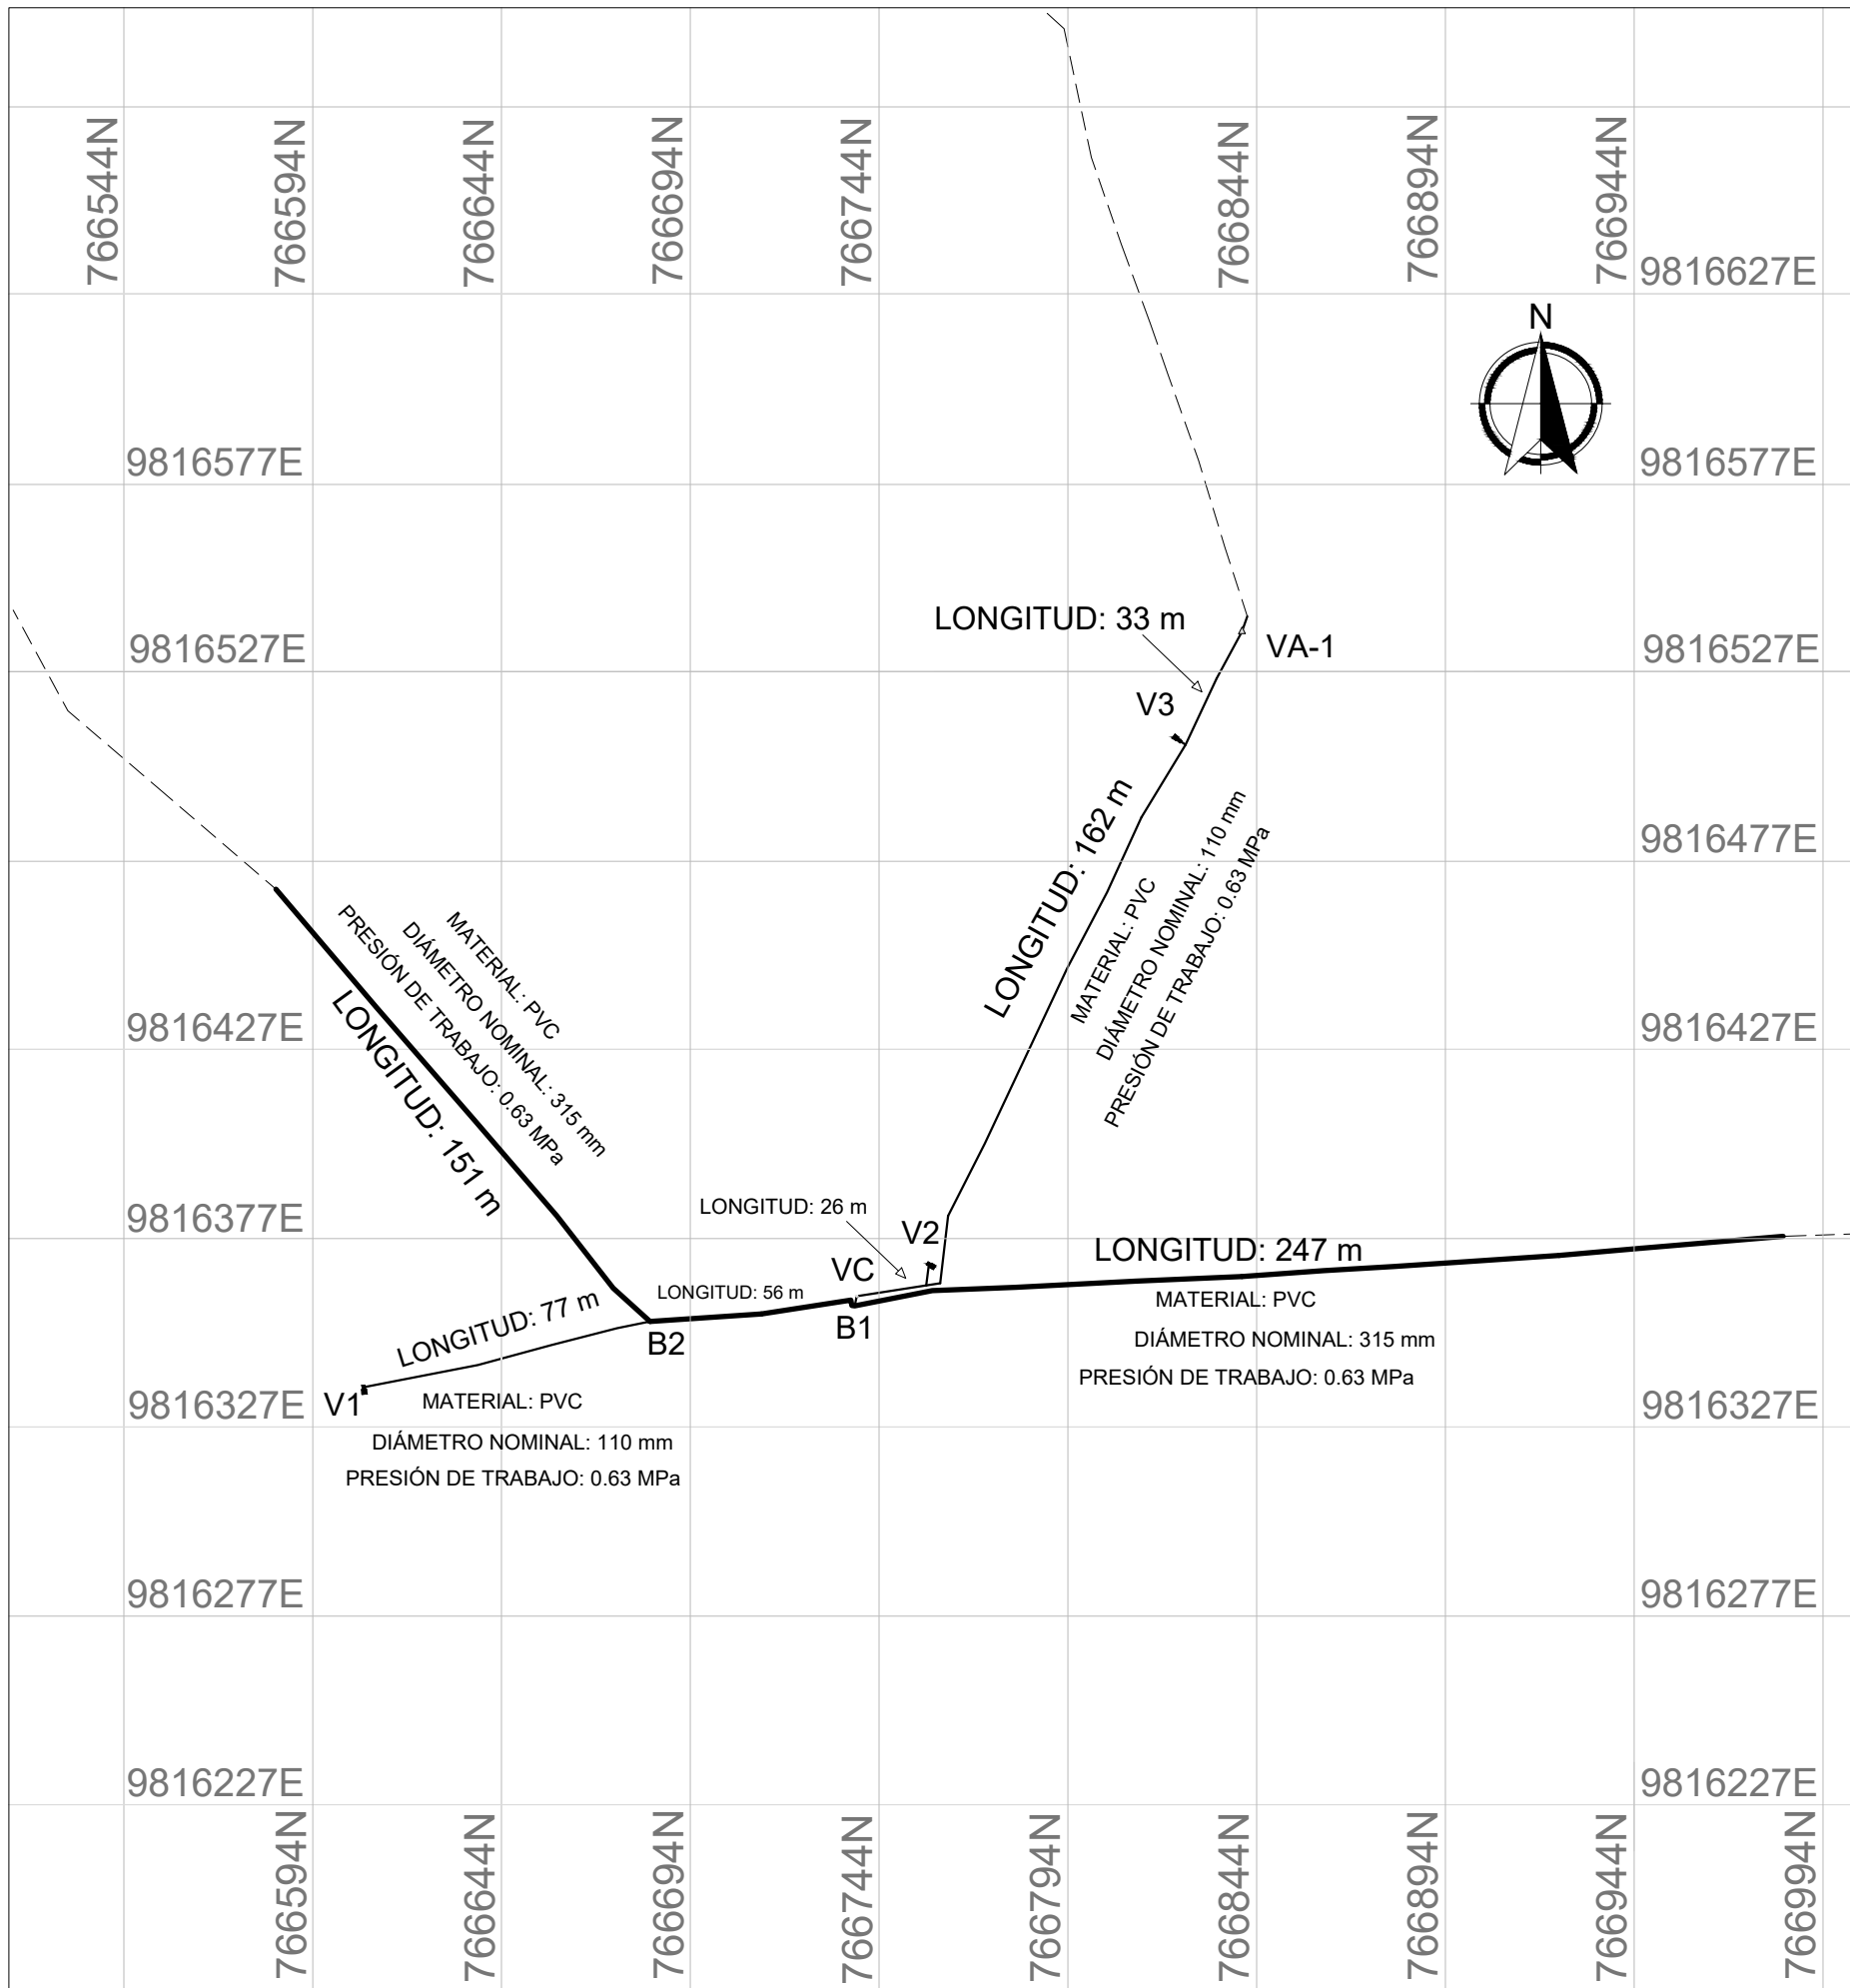 766544N
766594N
766644N
766694N
766744N
766844N
766894N
766944N
9816627E
N
9816577E
9816577E
LONGITUD: 33 m
9816527E
VA-1
9816527E
V3
LONGITUD: 162 m
MATERIAL: PVC
DIÁMETRO NOMINAL: 110 mm
PRESIÓN DE TRABAJO: 0.63 MPa
9816477E
9816477E
MATERIAL: PVC
DIÁMETRO NOMINAL: 315 mm
PRESIÓN DE TRABAJO: 0.63 MPa
LONGITUD: 151 m
9816427E
9816427E
9816377E
LONGITUD: 26 m
V2
LONGITUD: 247 m
9816377E
VC
LONGITUD: 56 m
MATERIAL: PVC
DIÁMETRO NOMINAL: 315 mm
PRESIÓN DE TRABAJO: 0.63 MPa
LONGITUD: 77 m
B2
B1
9816327E
V1
MATERIAL: PVC
DIÁMETRO NOMINAL: 110 mm
PRESIÓN DE TRABAJO: 0.63 MPa
9816327E
9816277E
9816277E
9816227E
9816227E
766594N
766644N
766694N
766744N
766794N
766844N
766894N
766944N
766994N